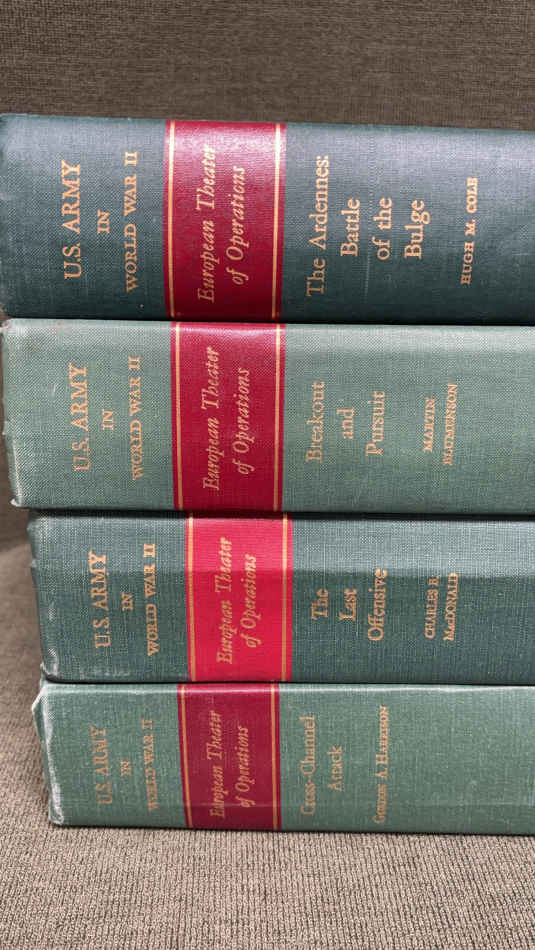 U.S. ARMY
IN
WORLD WAR II
European Theater
of Operations
The Ardennes:
Battle
of the
Bulge
HUGH M. COLE
U.S. ARMY
IN
WORLD WAR II
European Theater
of Operations
Breakout
and
Pursuit
MARTIN
BLUMENSON
U.S. ARMY
IN
WORLD WAR II
European Theater
of Operations
The
Last
Offensive
CHARLES B.
MACDONALD
U.S. ARMY
IN
WORLD WAR II
European Theater
of Operations
Cross-Channel
Attack
GORDON A. HARRISON